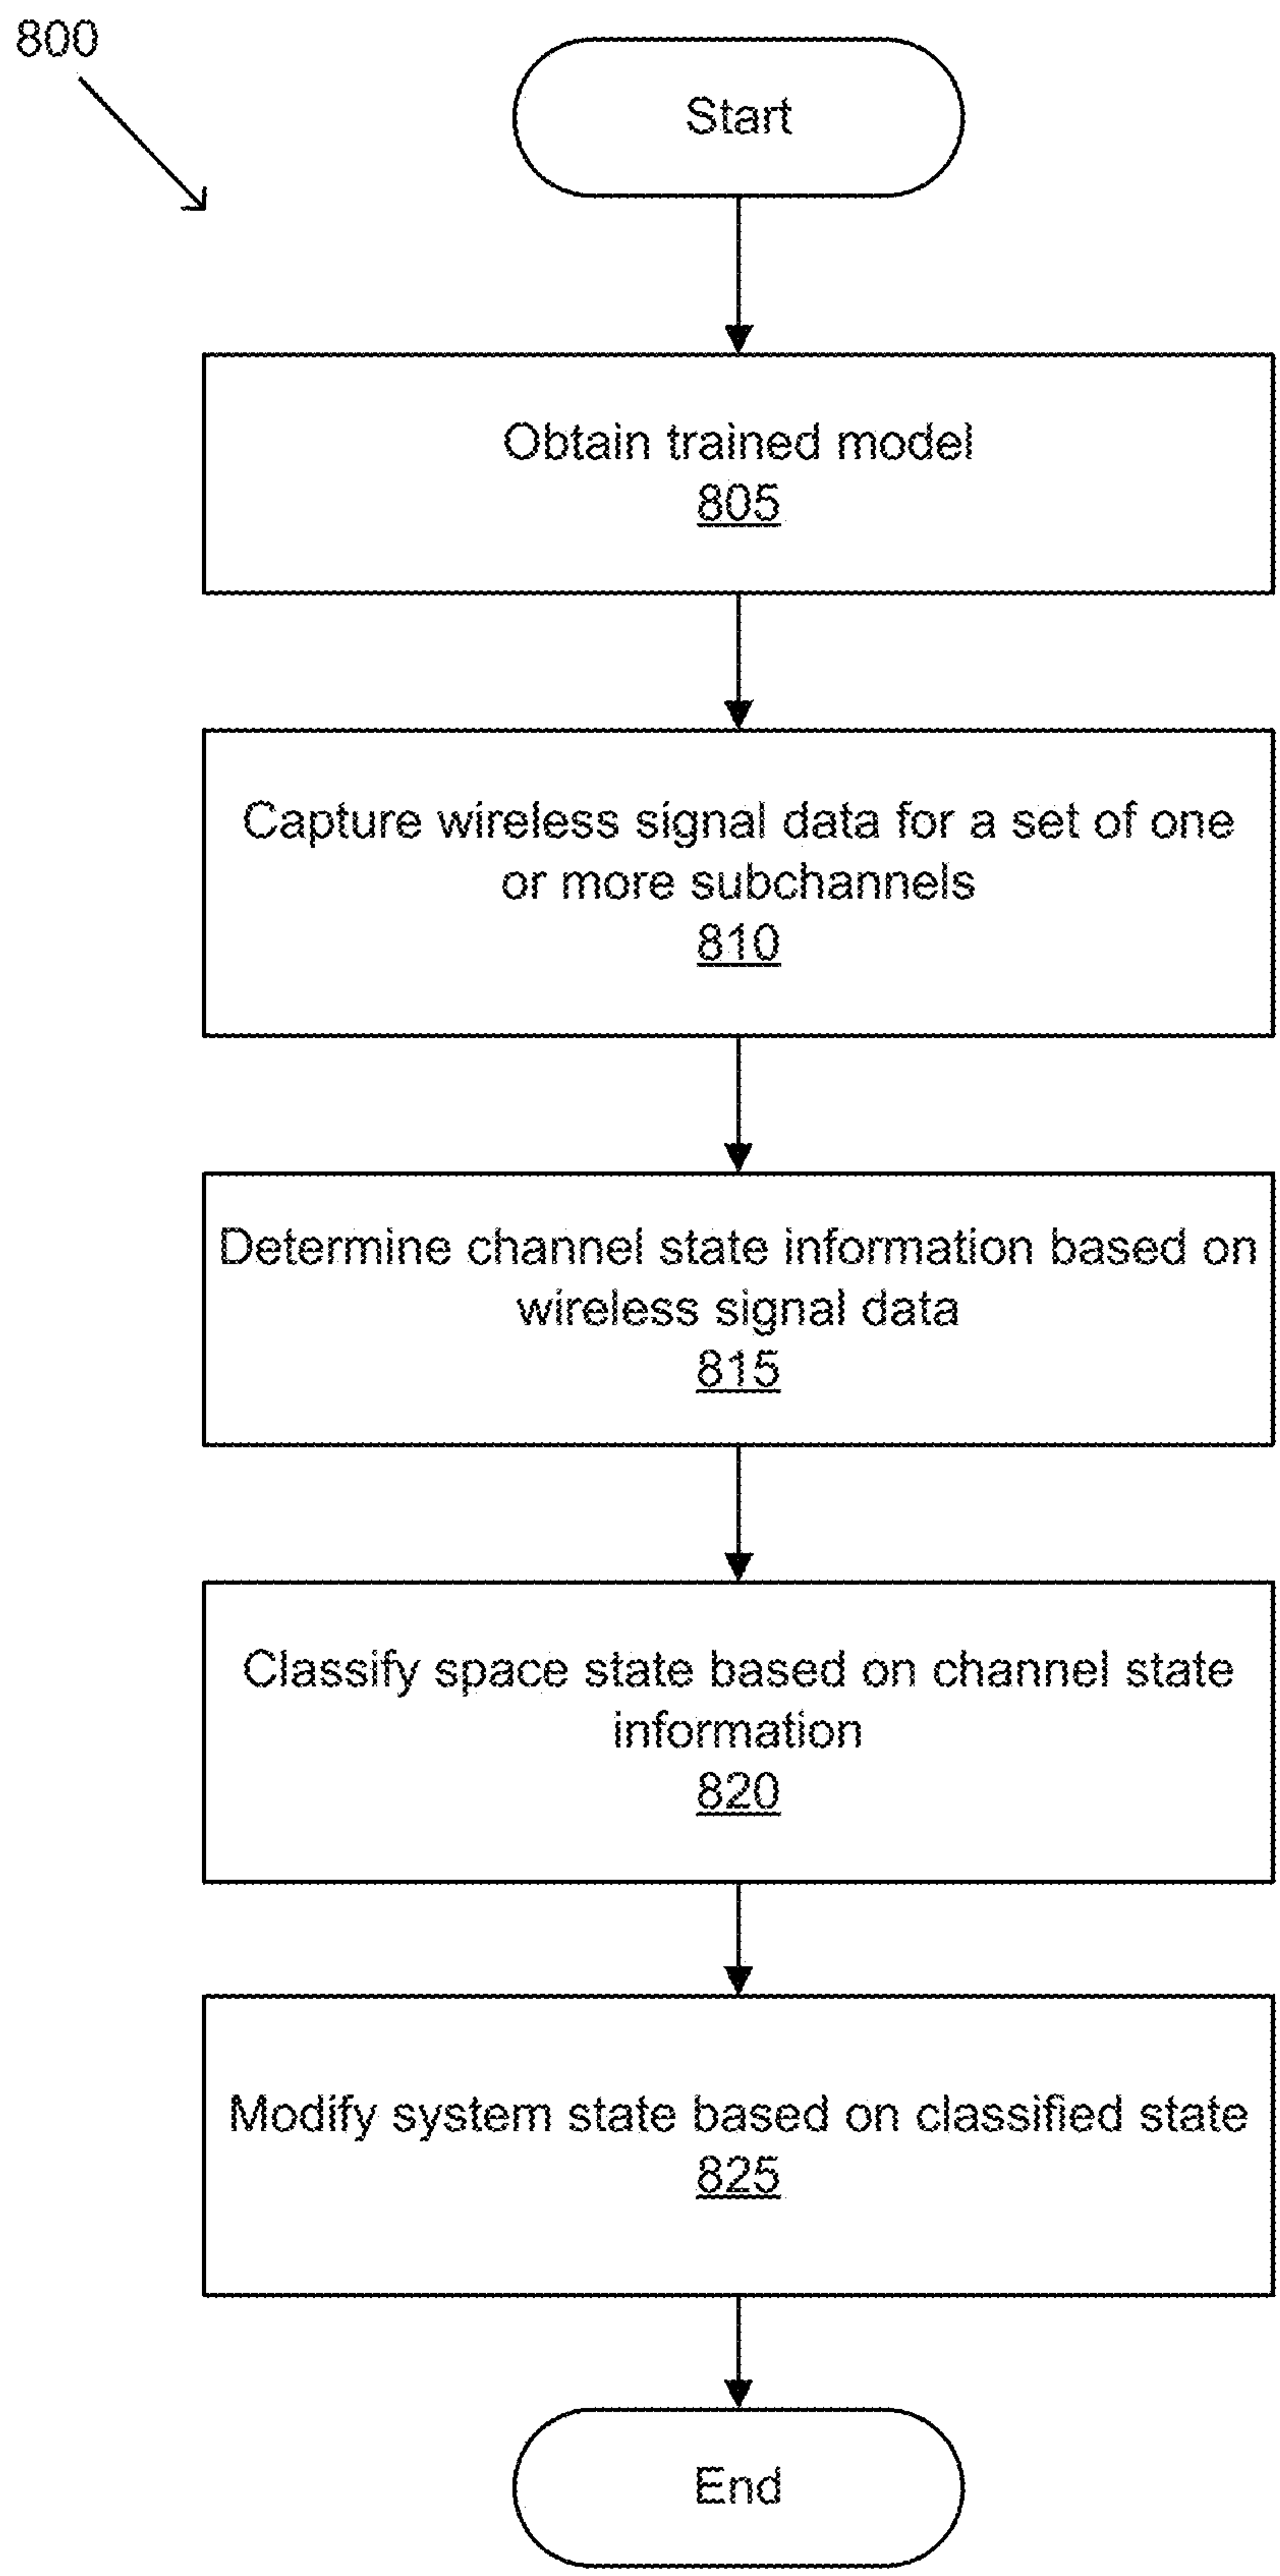 800
Start
Obtain trained model
805
Capture wireless signal data for a set of one
or more subchannels
810
Determine channel state information based on
wireless signal data
815
Classify space state based on channel state
information
820
Modify system state based on classified state
825
End